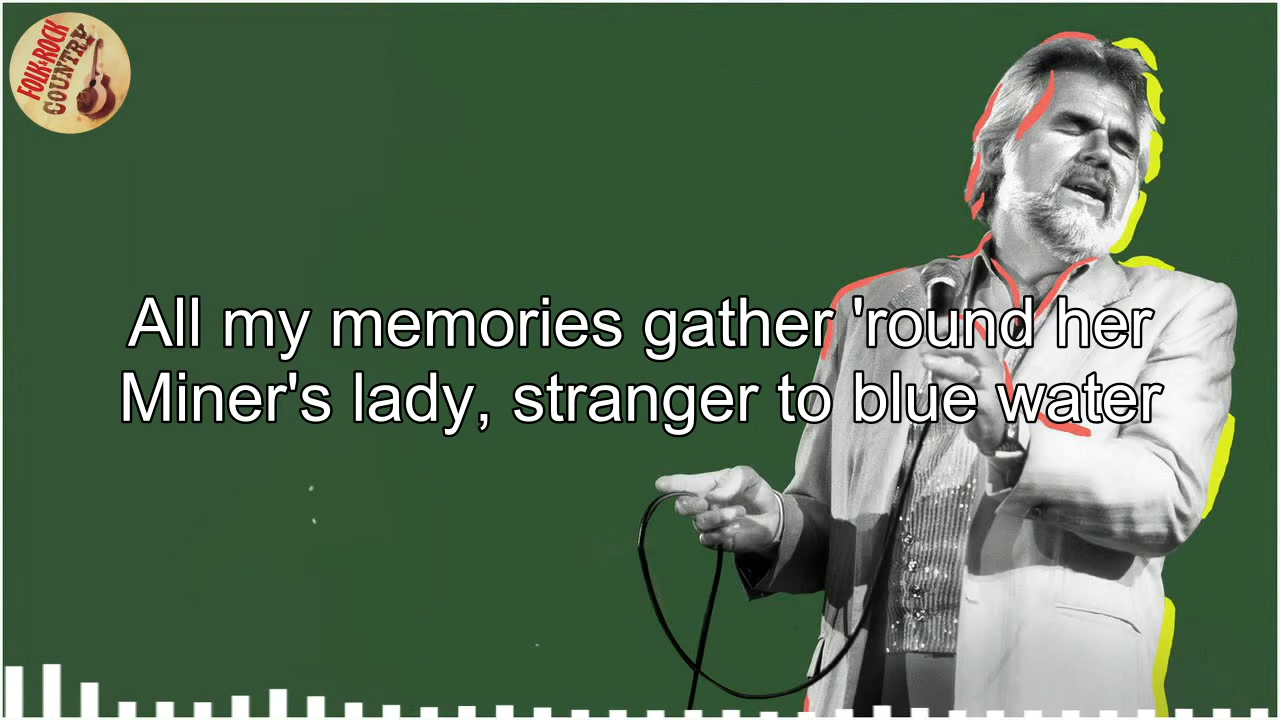 FOLK & ROCK
COUNTRY
All my memories gather 'round her
Miner's lady, stranger to blue water